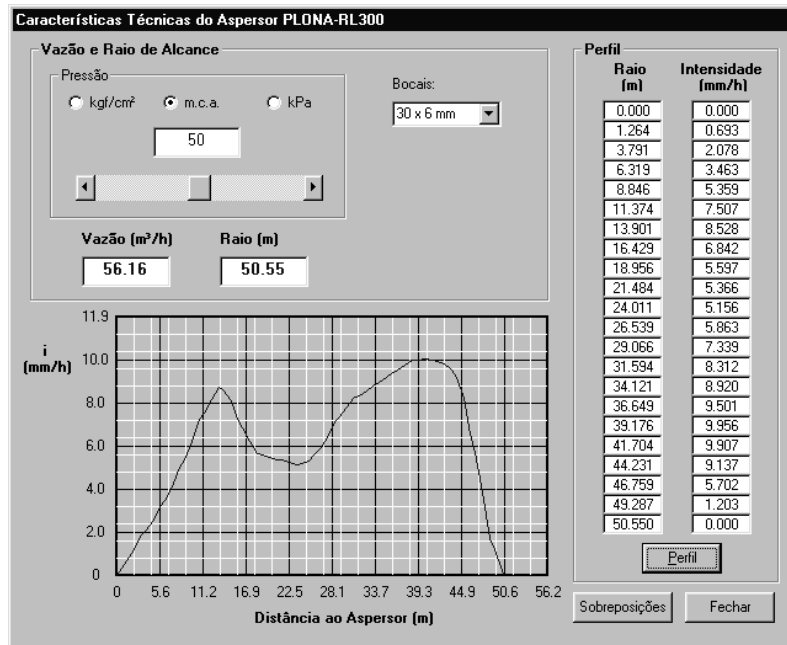 Características Técnicas do Aspersor PLONA-RL300
Vazão e Raio de Alcance
Pressão
kgf/cm² m.c.a. kPa
50
Bocais:
30 x 6 mm
Vazão (m³/h) Raio (m)
56.16 50.55
i
(mm/h)
11.9
10.0
8.0
6.0
4.0
2.0
0
0 5.6 11.2 16.9 22.5 28.1 33.7 39.3 44.9 50.6 56.2
Distância ao Aspersor (m)
Perfil
Raio
(m)
Intensidade
(mm/h)
0.000 0.000
1.264 0.693
3.791 2.078
6.319 3.463
8.846 5.359
11.374 7.507
13.901 8.528
16.429 6.842
18.956 5.597
21.484 5.366
24.011 5.156
26.539 5.863
29.066 7.339
31.594 8.312
34.121 8.920
36.649 9.501
39.176 9.956
41.704 9.907
44.231 9.137
46.759 5.702
49.287 1.203
50.550 0.000
Perfil
Sobreposições Fechar